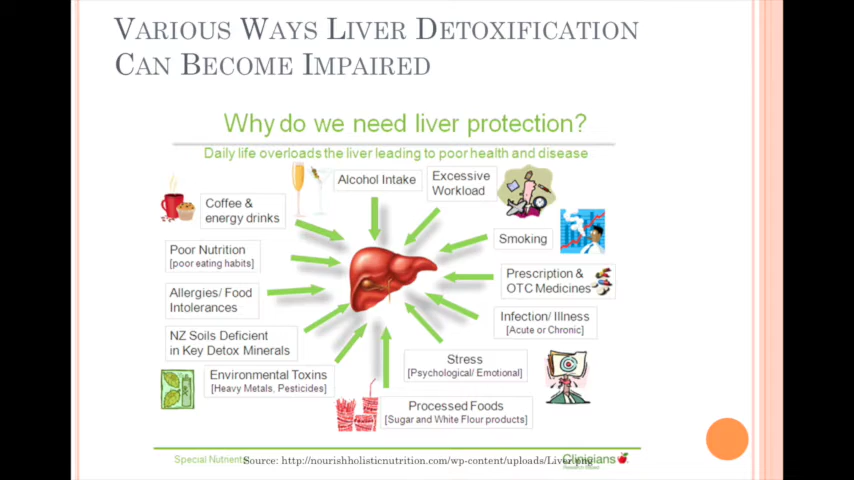 VARIOUS WAYS LIVER DETOXIFICATION
CAN BECOME IMPAIRED
Why do we need liver protection?
Daily life overloads the liver leading to poor health and disease
Alcohol Intake
Excessive
Workload
Coffee &
energy drinks
Smoking
Poor Nutrition
[poor eating habits]
Prescription &
OTC Medicines
Allergies/ Food
Intolerances
Infection/ Illness
[Acute or Chronic]
NZ Soils Deficient
in Key Detox Minerals
Stress
[Psychological/ Emotional]
Environmental Toxins
[Heavy Metals, Pesticides]
Processed Foods
[Sugar and White Flour products]
Special Nutrients
Source: http://nourishholisticnutrition.com/wp-content/uploads/Liver.png
Clinicians